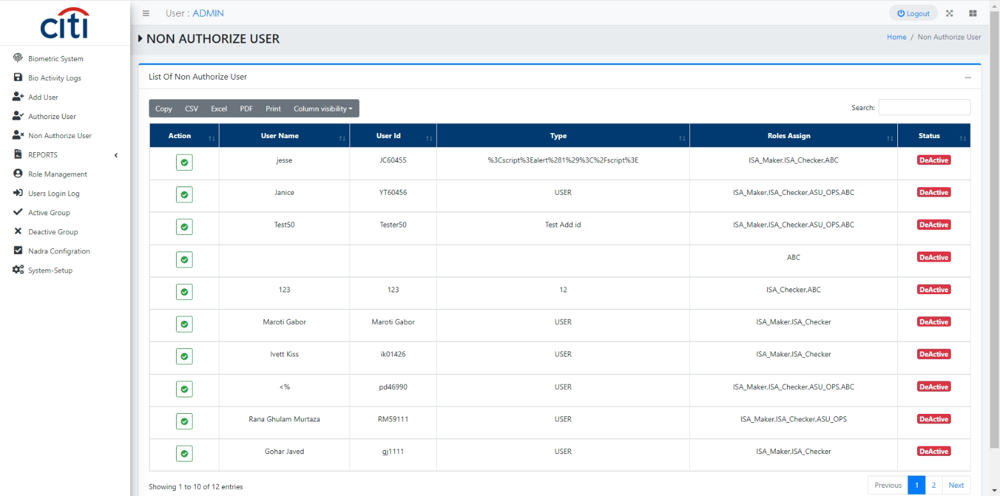 citi
User : ADMIN
Logout
NON AUTHORIZE USER
Home / Non Authorize User
Biometric System
Bio Activity Logs
Add User
Authorize User
Non Authorize User
REPORTS
Role Management
Users Login Log
Active Group
Deactive Group
Nadra Configration
System-Setup
List Of Non Authorize User
Copy CSV Excel PDF Print Column visibility
Search:
Action User Name User Id Type Roles Assign Status
jesse JC60455 %3Cscript%3Ealert%281%29%3C%2Fscript%3E ISA_Maker,ISA_Checker,ABC DeActive
Janice YT60456 USER ISA_Maker,ISA_Checker,ASU_OPS,ABC DeActive
Test50 Tester50 Test Add id ISA_Maker,ISA_Checker,ASU_OPS,ABC DeActive
ABC DeActive
123 123 12 ISA_Checker,ABC DeActive
Maroti Gabor Maroti Gabor USER ISA_Maker,ISA_Checker DeActive
Ivett Kiss ik01426 USER ISA_Maker,ISA_Checker DeActive
<% pd46990 USER ISA_Maker,ISA_Checker,ASU_OPS,ABC DeActive
Rana Ghulam Murtaza RM59111 USER ISA_Maker,ISA_Checker,ASU_OPS DeActive
Gohar Javed gj1111 USER ISA_Maker,ISA_Checker DeActive
Showing 1 to 10 of 12 entries
Previous 1 2 Next